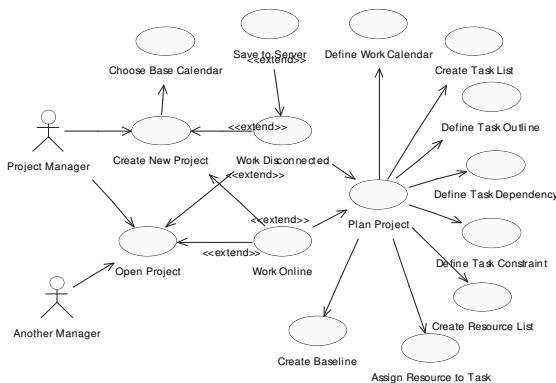 Save to Server
<<extend>>
Define Work Calendar
Choose Base Calendar
Create Task List
<<extend>>
Define Task Outline
Project Manager
Create New Project
Work Disconnected
<<extend>>
Define Task Dependency
<<extend>>
Plan Project
<<extend>>
Define Task Constraint
Open Project
Work Online
Another Manager
Create Resource List
Create Baseline
Assign Resource to Task